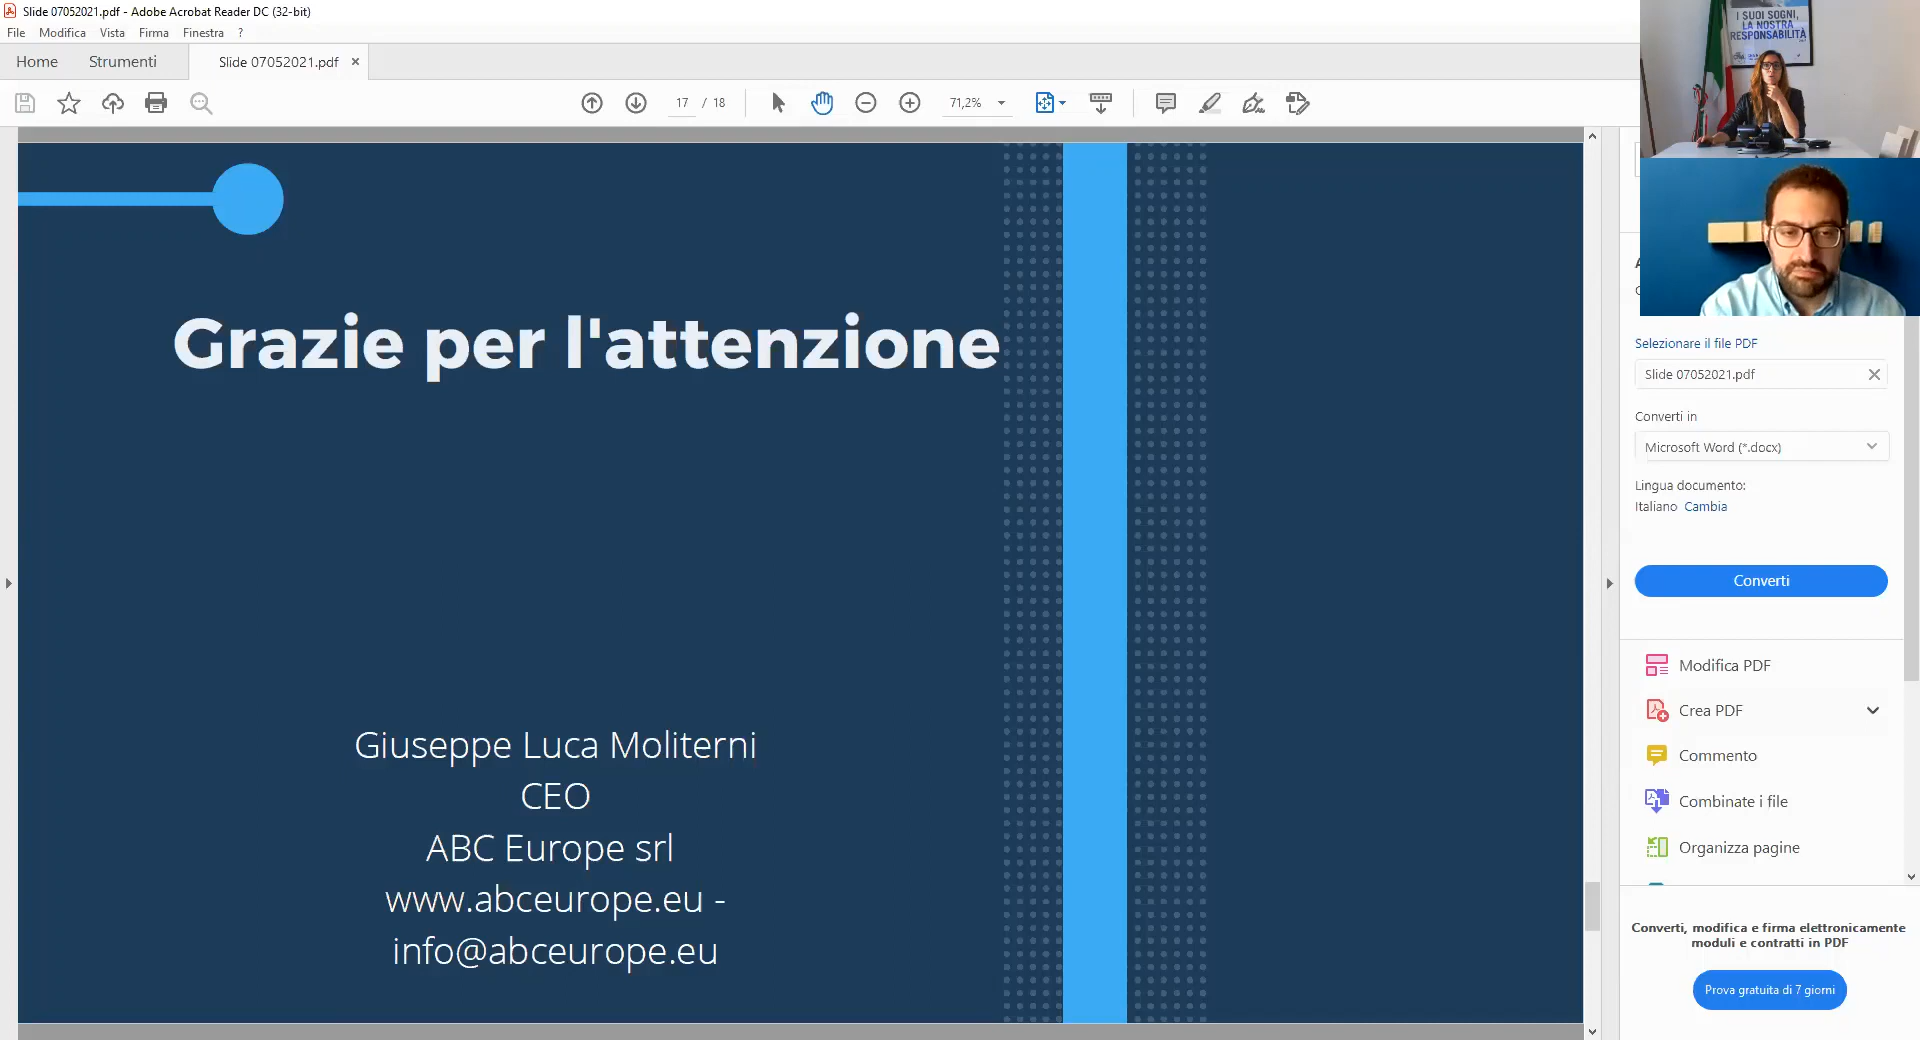 Slide 07052021.pdf - Adobe Acrobat Reader DC (32-bit)
File Modifica Vista Firma Finestra ?
Home Strumenti Slide 07052021.pdf ×
17 / 18 71,2%
I SUOI SOGNI,
LA NOSTRA
RESPONSABILITÀ
Grazie per l'attenzione
Giuseppe Luca Moliterni
CEO
ABC Europe srl
www.abceurope.eu -
info@abceurope.eu
Selezionare il file PDF
Slide 07052021.pdf
Converti in
Microsoft Word (*.docx)
Lingua documento:
Italiano Cambia
Converti
Modifica PDF
Crea PDF
Commento
Combinate i file
Organizza pagine
Converti, modifica e firma elettronicamente
moduli e contratti in PDF
Prova gratuita di 7 giorni